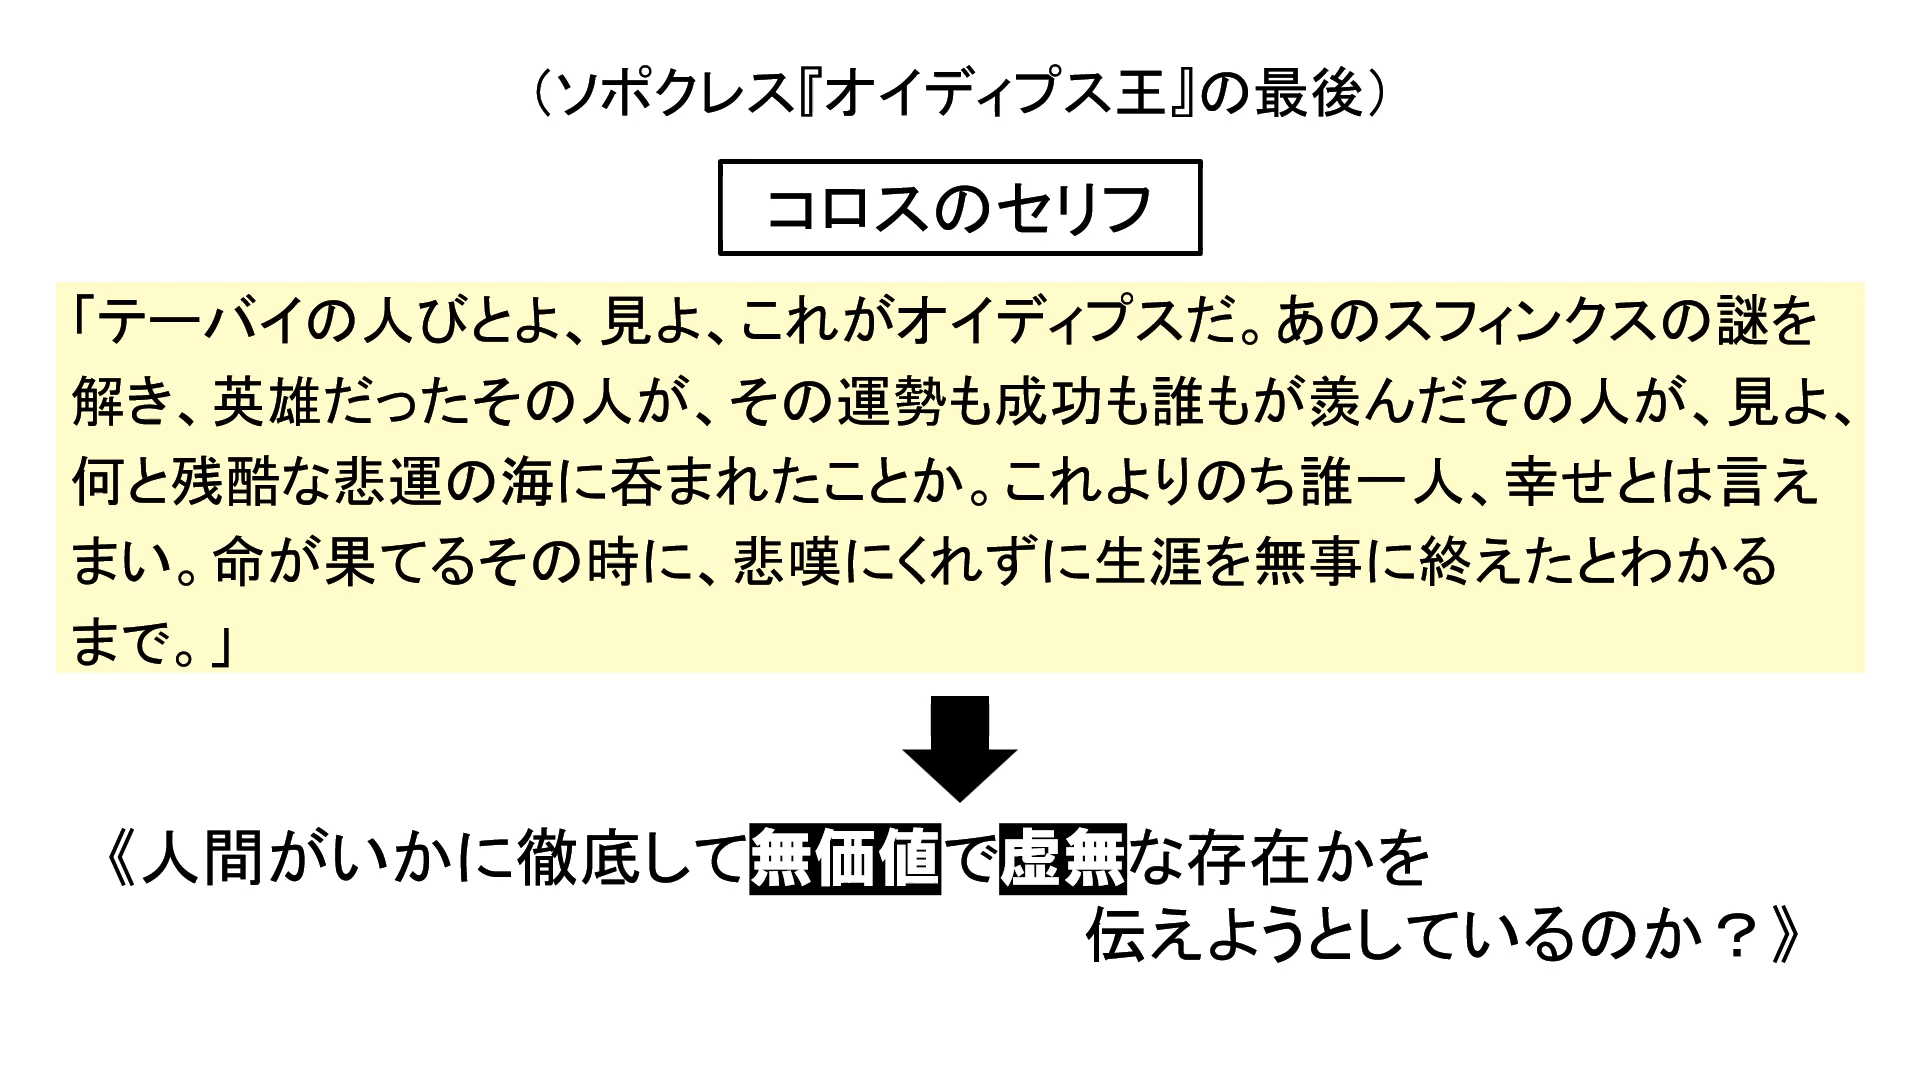 （ソポクレス『オイディプス王』の最後）
コロスのセリフ
「テーバイの人びとよ、見よ、これがオイディプスだ。あのスフィンクスの謎を
解き、英雄だったその人が、その運勢も成功も誰もが羨んだその人が、見よ、
何と残酷な悲運の海に呑まれたことか。これよりのち誰一人、幸せとは言え
まい。命が果てるその時に、悲嘆にくれずに生涯を無事に終えたとわかる
まで。」
《人間がいかに徹底して無価値で虚無な存在かを
伝えようとしているのか？》